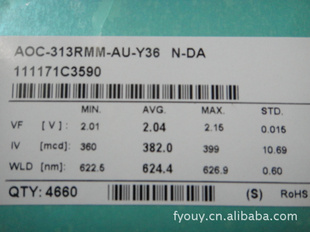 AOC-313RMM-AU-Y36 N-DA
111171C3590
MIN. AVG. MAX. STD.
VF [V]: 2.01 2.04 2.15 0.015
IV [mcd]: 360 382.0 399 10.69
WLD [nm]: 622.5 624.4 626.9 0.60
QTY: 4660 (S) RoHS
fyouy.cn.alibaba.com